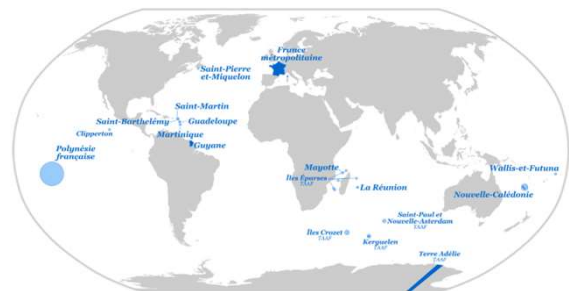 France
métropolitaine
Saint-Pierre
et-Miquelon
Saint-Martin
Saint-Barthélemy
Guadeloupe
Clipperton
Martinique
Guyane
Polynésie
française
Mayotte
Îles Éparses
TAAF
La Réunion
Wallis-et-Futuna
Nouvelle-Calédonie
Saint-Paul et
Nouvelle-Asterdam
TAAF
Îles Crozet
TAAF
Kerguelen
TAAF
Terre Adélie
TAAF